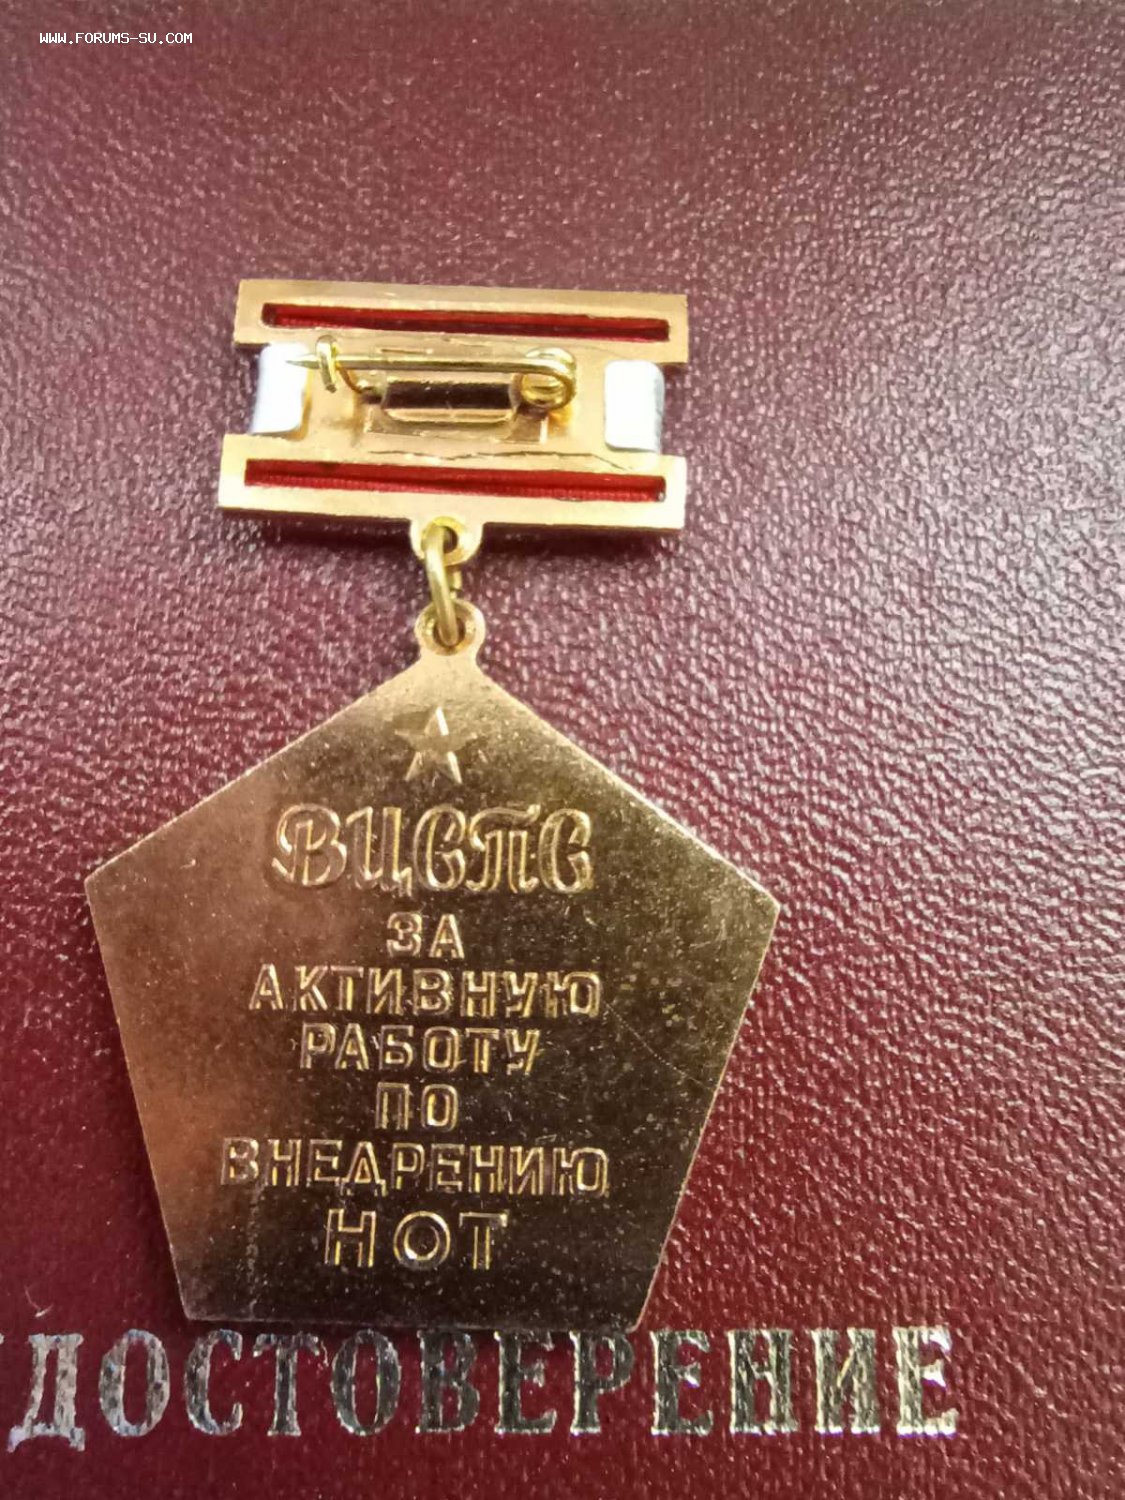 WWW.FORUMS-SU.COM
ВЦСПС
ЗА
АКТИВНУЮ
РАБОТУ
ПО
ВНЕДРЕНИЮ
НОТ
ДОСТОВЕРЕНИЕ